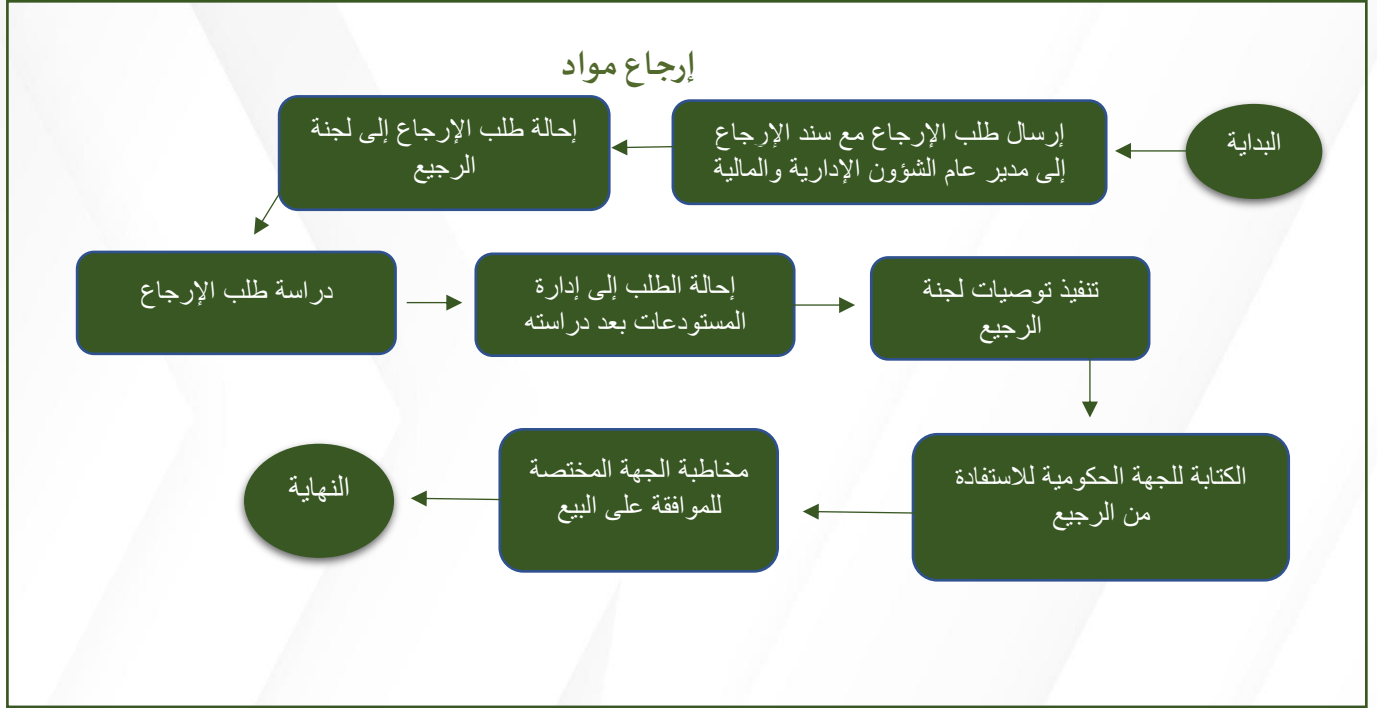 إرجاع مواد
البداية
إرسال طلب الإرجاع مع سند الإرجاع
إلى مدير عام الشؤون الإدارية والمالية
إحالة طلب الإرجاع إلى لجنة
الرجيع
دراسة طلب الإرجاع
إحالة الطلب إلى إدارة
المستودعات بعد دراسته
تنفيذ توصيات لجنة
الرجيع
الكتابة للجهة الحكومية للاستفادة
من الرجيع
مخاطبة الجهة المختصة
للموافقة على البيع
النهاية